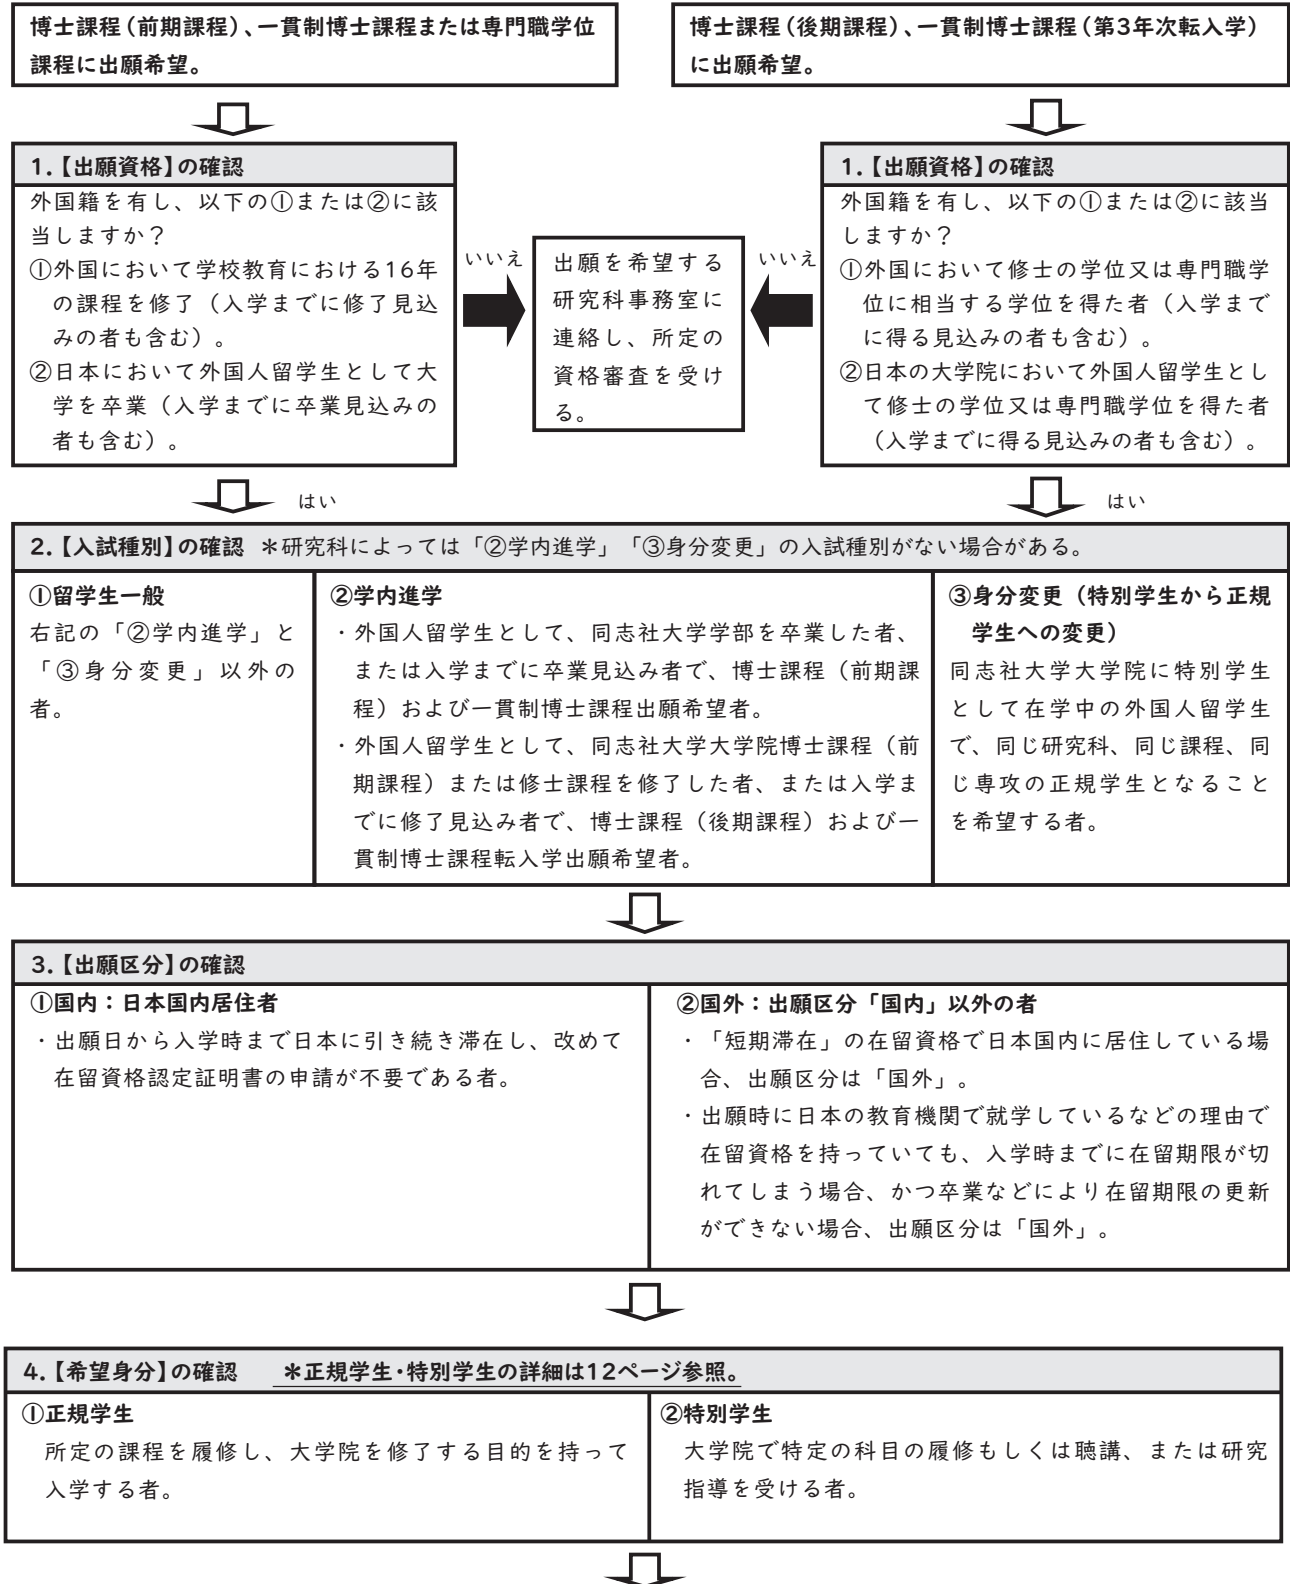 博士課程（前期課程）、一貫制博士課程または専門職学位
課程に出願希望。
博士課程（後期課程）、一貫制博士課程（第3年次転入学）
に出願希望。
1.【出願資格】の確認
外国籍を有し、以下の①または②に該
当しますか？
①外国において学校教育における16年
の課程を修了（入学までに修了見込
みの者も含む）。
②日本において外国人留学生として大
学を卒業（入学までに卒業見込みの
者も含む）。
いいえ
出願を希望する
研究科事務室に
連絡し、所定の
資格審査を受け
る。
いいえ
1.【出願資格】の確認
外国籍を有し、以下の①または②に該当
しますか？
①外国において修士の学位又は専門職学
位に相当する学位を得た者（入学まで
に得る見込みの者も含む）。
②日本の大学院において外国人留学生とし
て修士の学位又は専門職学位を得た者
（入学までに得る見込みの者も含む）。
はい
はい
2.【入試種別】の確認 ＊研究科によっては「②学内進学」「③身分変更」の入試種別がない場合がある。
①留学生一般
右記の「②学内進学」と
「③身分変更」以外の
者。
②学内進学
・外国人留学生として、同志社大学学部を卒業した者、
または入学までに卒業見込み者で、博士課程（前期課
程）および一貫制博士課程出願希望者。
・外国人留学生として、同志社大学大学院博士課程（前
期課程）または修士課程を修了した者、または入学ま
でに修了見込み者で、博士課程（後期課程）および一
貫制博士課程転入学出願希望者。
③身分変更（特別学生から正規
学生への変更）
同志社大学大学院に特別学生
として在学中の外国人留学生
で、同じ研究科、同じ課程、同
じ専攻の正規学生となること
を希望する者。
3.【出願区分】の確認
①国内：日本国内居住者
・出願日から入学時まで日本に引き続き滞在し、改めて
在留資格認定証明書の申請が不要である者。
②国外：出願区分「国内」以外の者
・「短期滞在」の在留資格で日本国内に居住している場
合、出願区分は「国外」。
・出願時に日本の教育機関で就学しているなどの理由で
在留資格を持っていても、入学時までに在留期限が切
れてしまう場合、かつ卒業などにより在留期限の更新
ができない場合、出願区分は「国外」。
4.【希望身分】の確認 ＊正規学生・特別学生の詳細は12ページ参照。
①正規学生
所定の課程を履修し、大学院を修了する目的を持って
入学する者。
②特別学生
大学院で特定の科目の履修もしくは聴講、または研究
指導を受ける者。